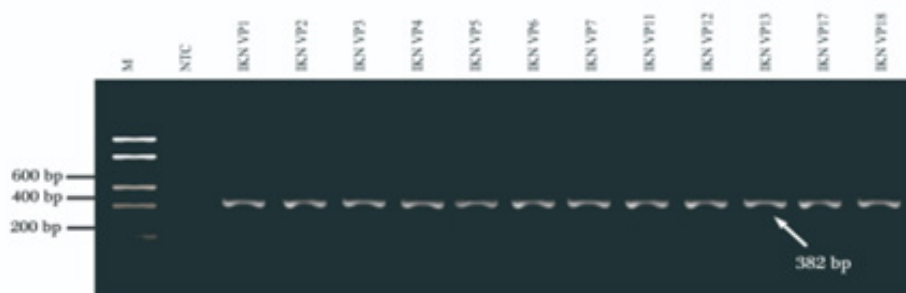 M
NTC
IKN VP1
IKN VP2
IKN VP3
IKN VP4
IKN VP5
IKN VP6
IKN VP7
IKN VP11
IKN VP12
IKN VP13
IKN VP17
IKN VP18
600 bp
400 bp
200 bp
382 bp